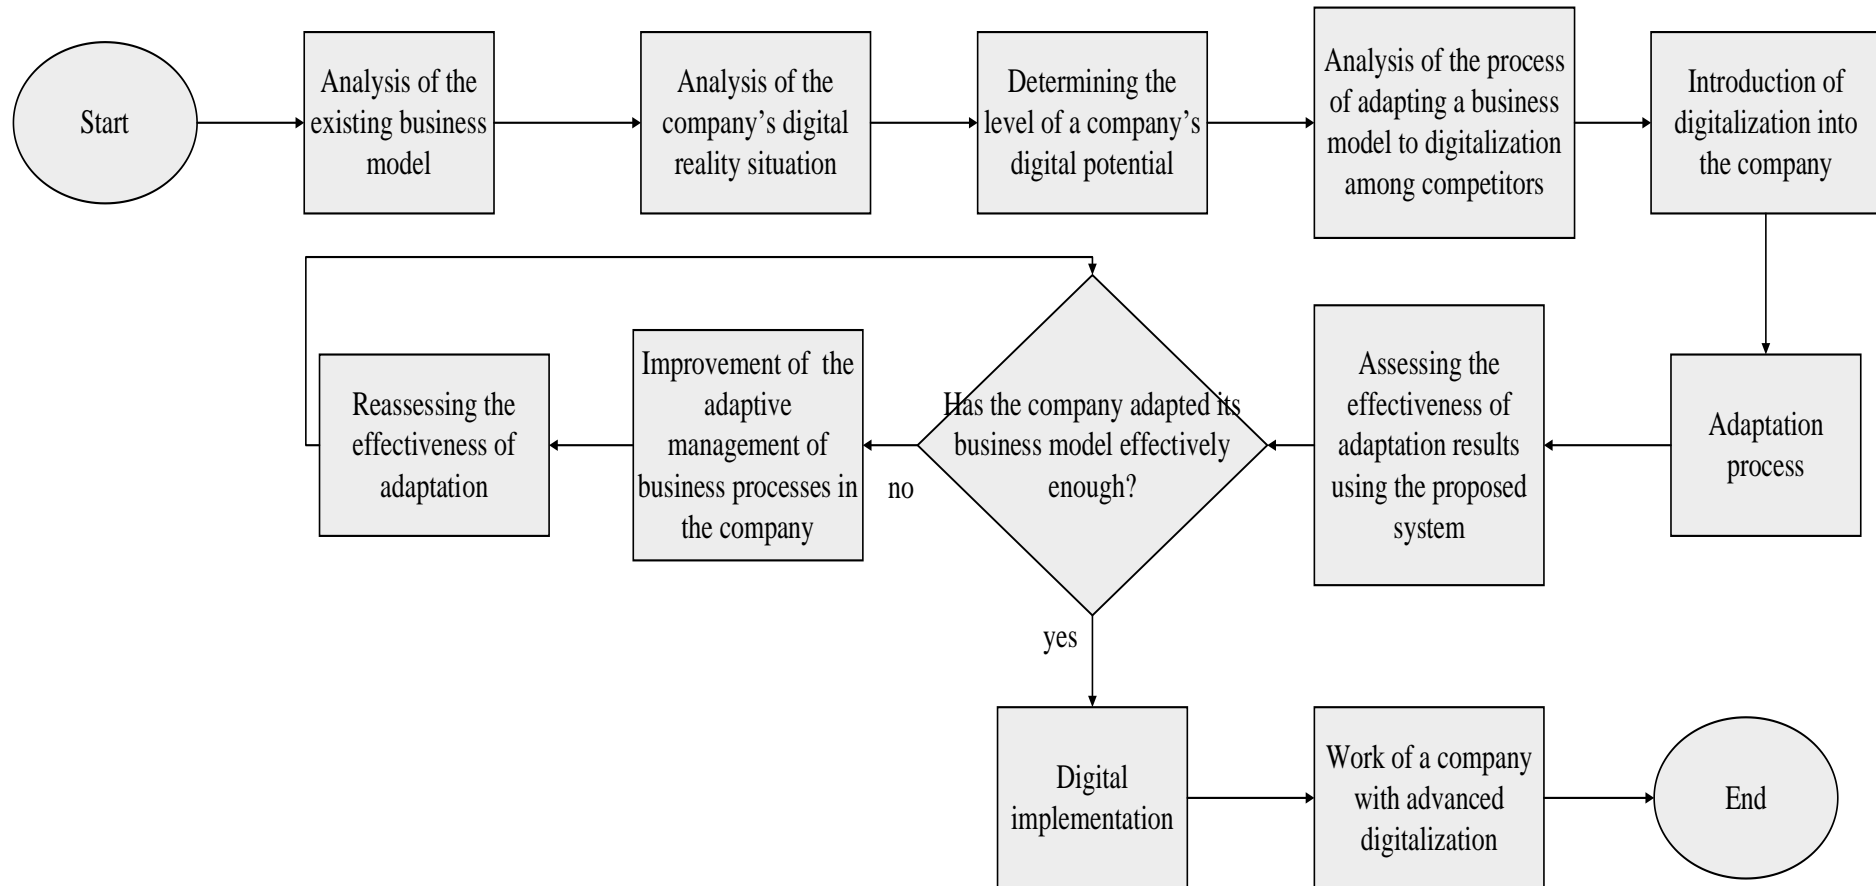 Start
Analysis of the
existing business
model
Analysis of the
company’s digital
reality situation
Determining the
level of a company’s
digital potential
Analysis of the process
of adapting a business
model to digitalization
among competitors
Introduction of
digitalization into
the company
Adaptation
process
Assessing the
effectiveness of
adaptation results
using the proposed
system
Has the company adapted its
business model effectively
enough?
no
Improvement of  the
adaptive
management of
business processes in
the company
Reassessing the
effectiveness of
adaptation
yes
Digital
implementation
Work of a company
with advanced
digitalization
End